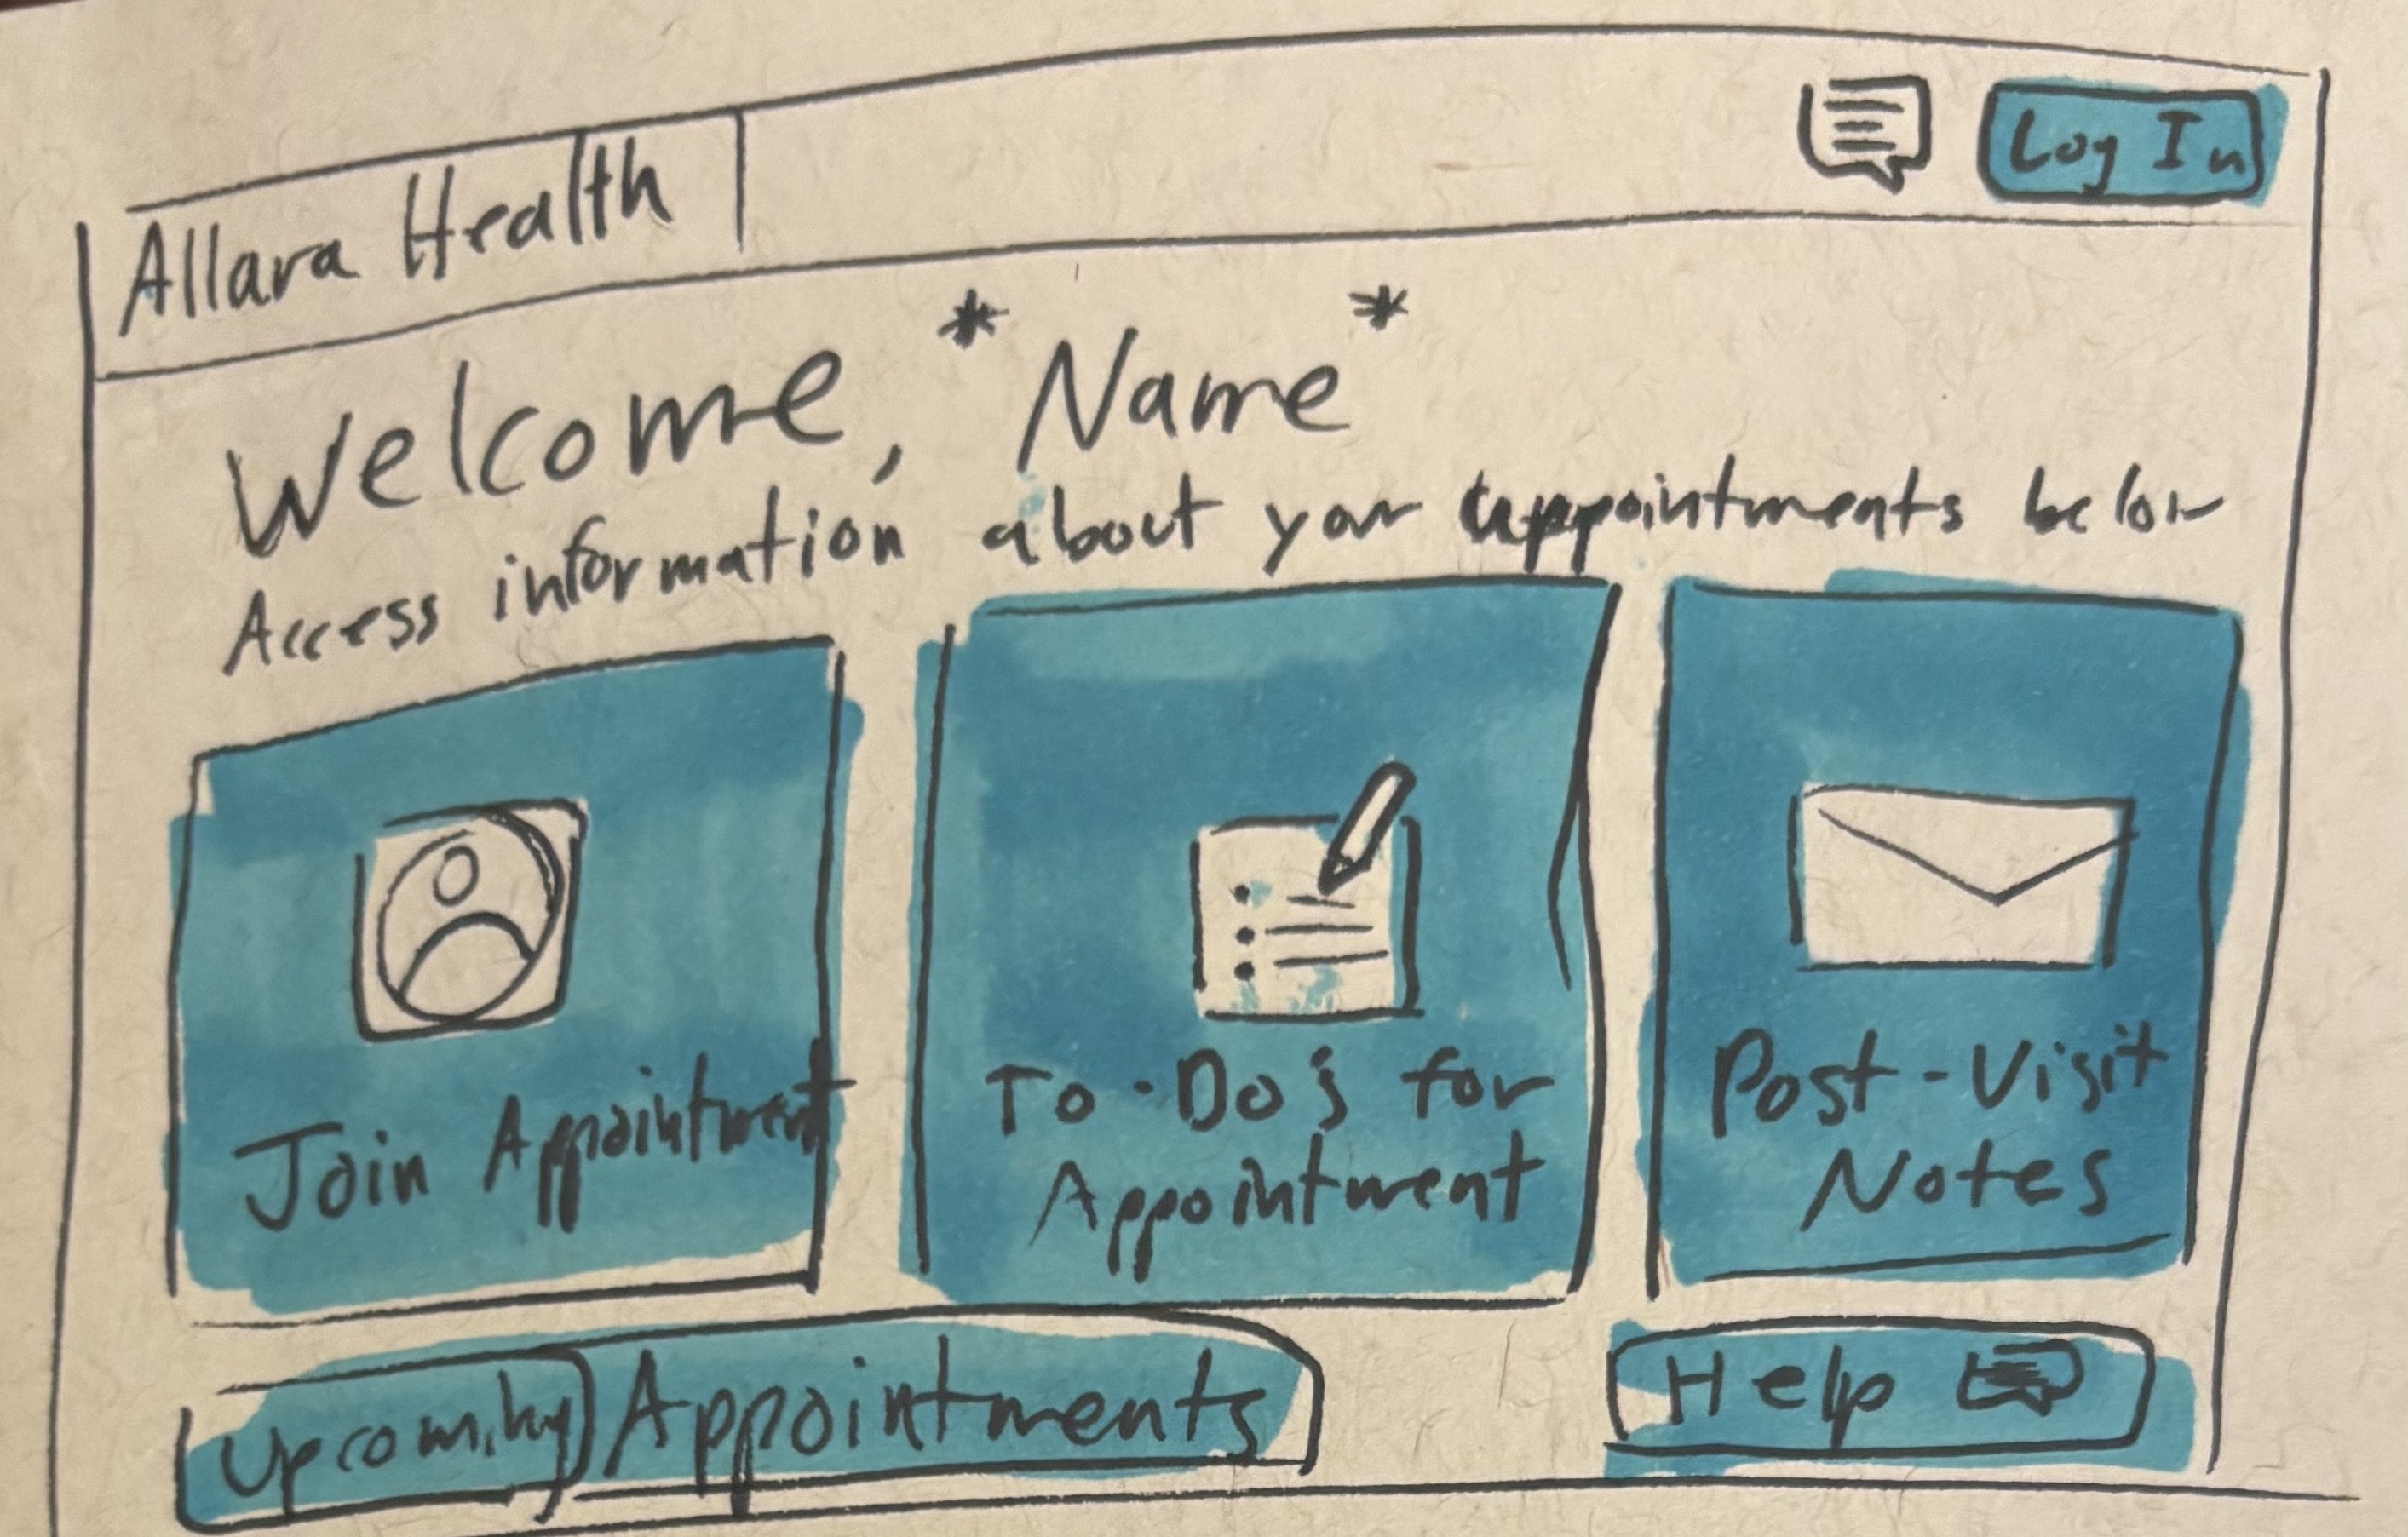 Allara Health
Log In
Welcome, *Name*
Access information about your appointments below
Join Appointment
To-Do's for
Appointment
Post-Visit
Notes
Upcoming Appointments
Help